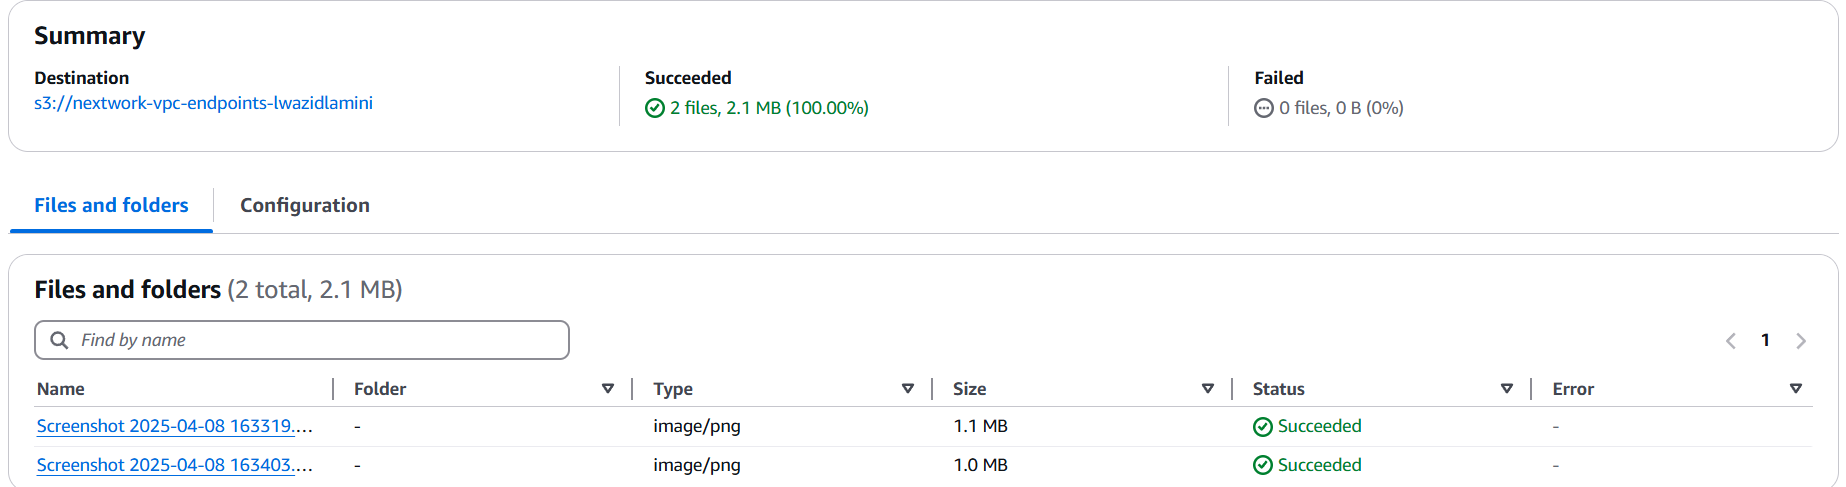 Summary
Destination
s3://nextwork-vpc-endpoints-lwazidlamini
Succeeded
2 files, 2.1 MB (100.00%)
Failed
0 files, 0 B (0%)
Files and folders
Configuration
Files and folders (2 total, 2.1 MB)
Find by name
1
Name Folder Type Size Status Error
Screenshot 2025-04-08 163319.... - image/png 1.1 MB Succeeded -
Screenshot 2025-04-08 163403.... - image/png 1.0 MB Succeeded -